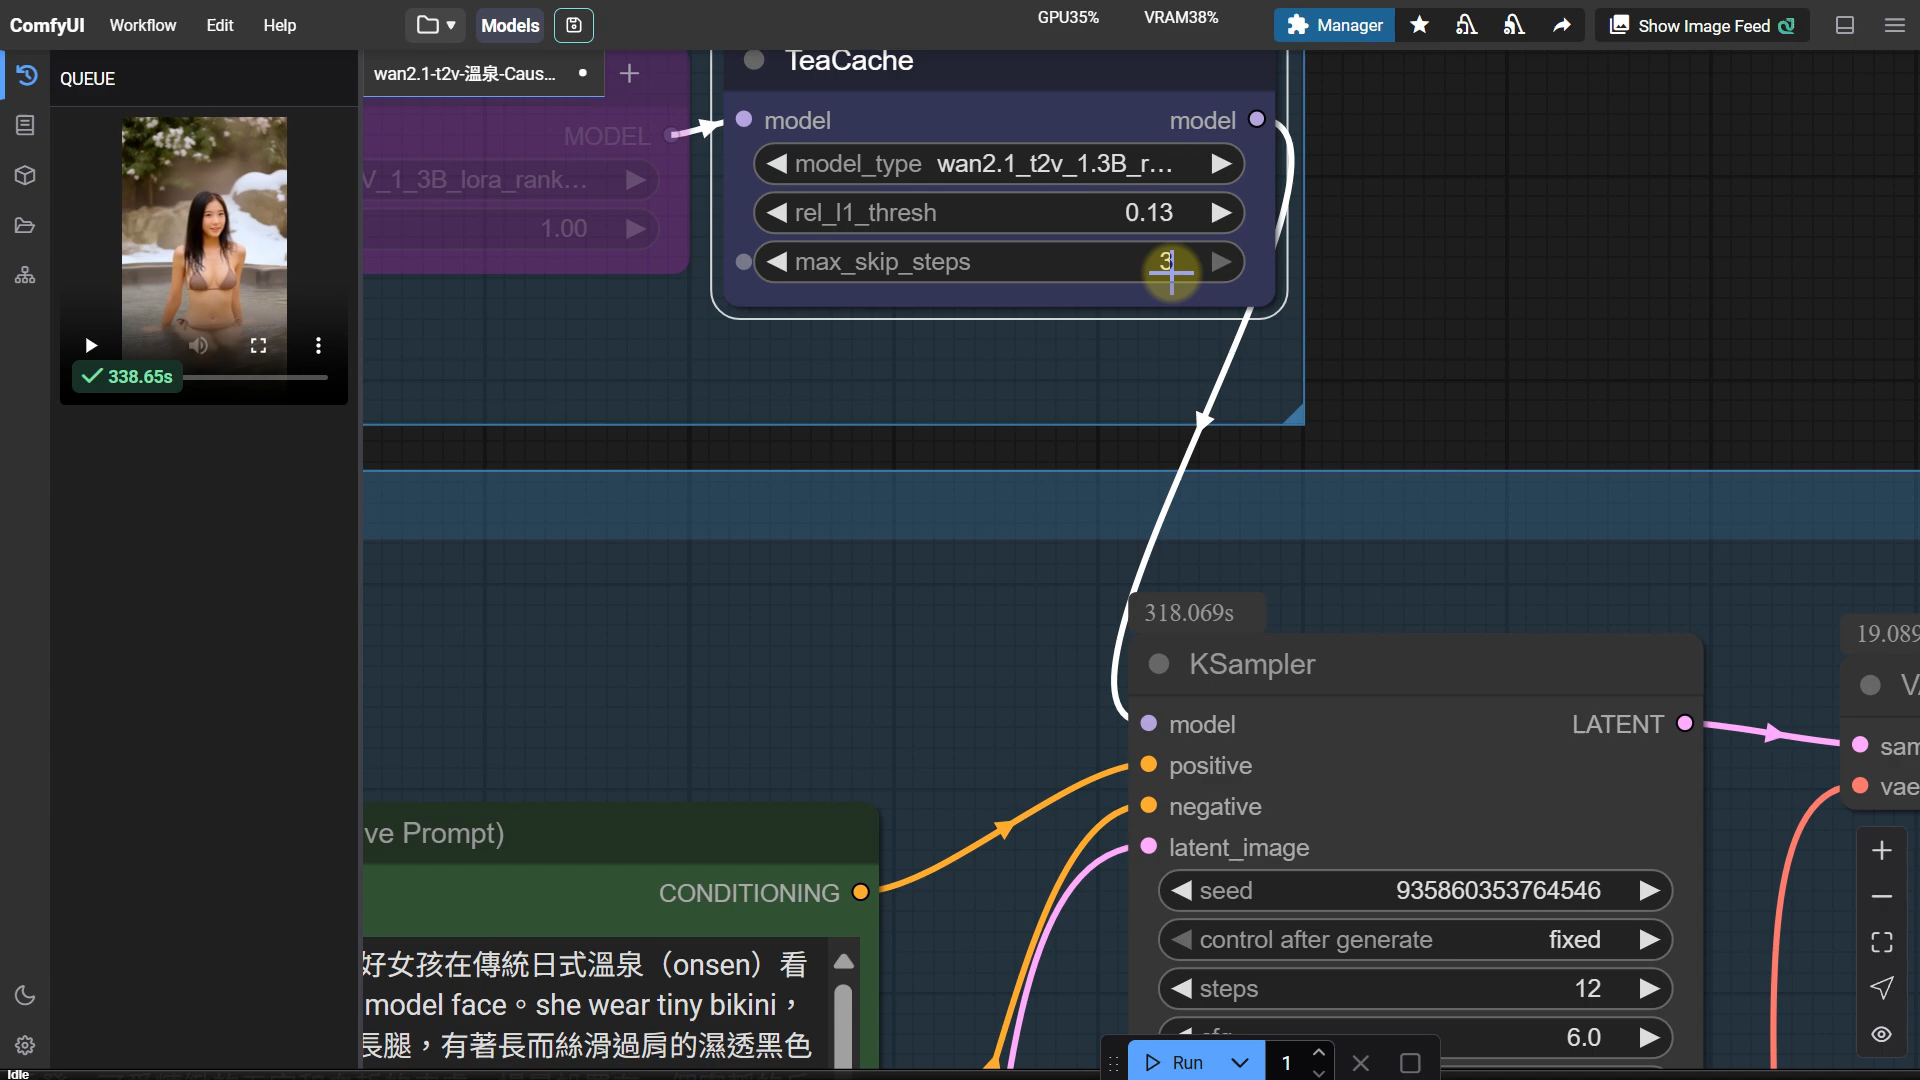 ComfyUI
Workflow
Edit
Help
Models
GPU35%
VRAM38%
Manager
Show Image Feed
QUEUE
wan2.1-t2v-溫泉-Caus...
TeaCache
MODEL
V_1_3B_lora_rank...
1.00
model
model
model_type wan2.1_t2v_1.3B_r...
rel_l1_thresh 0.13
max_skip_steps 3
338.65s
318.069s
KSampler
model
LATENT
positive
negative
latent_image
seed 935860353764546
control after generate fixed
steps 12
6.0
19.089
sam
vae
ve Prompt)
CONDITIONING
好女孩在傳統日式溫泉（onsen）看
model face。she wear tiny bikini，
長腿，有著長而絲滑過肩的濕透黑色
Run
1
Idle